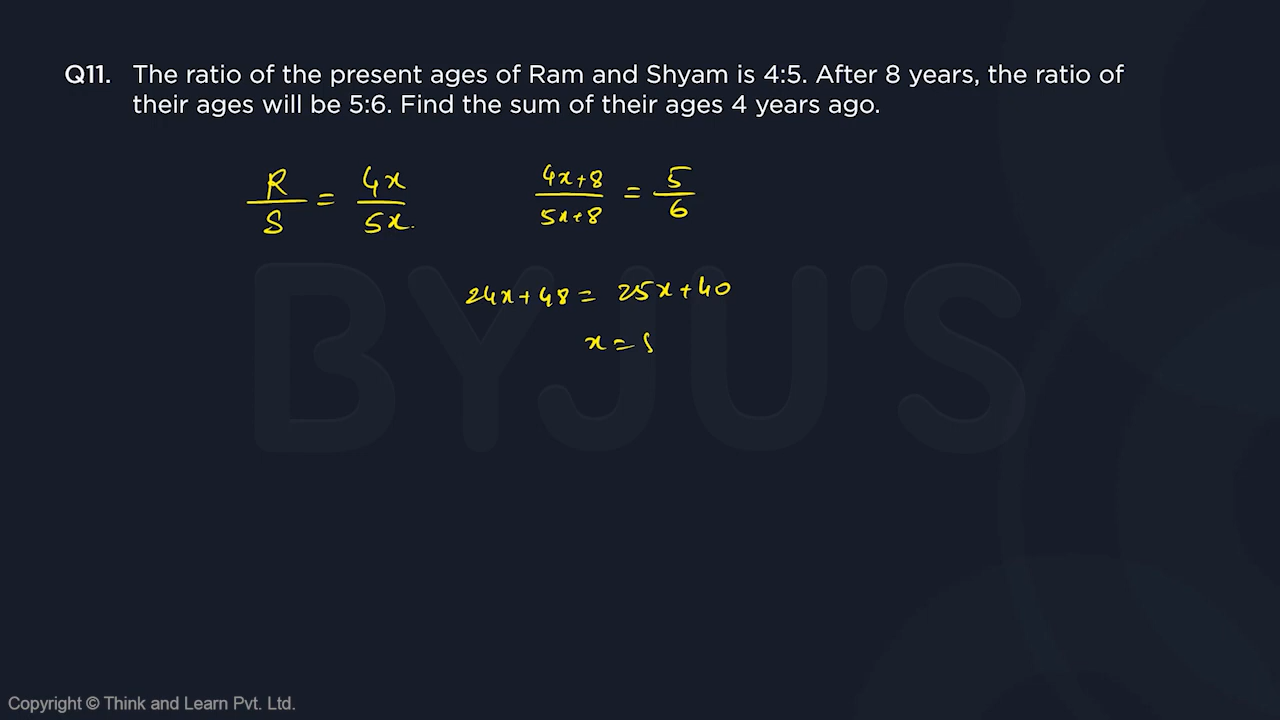 Q11. The ratio of the present ages of Ram and Shyam is 4:5. After 8 years, the ratio of
their ages will be 5:6. Find the sum of their ages 4 years ago.
R/S = 4x/5x.
4x+8/5x+8 = 5/6
24x+48 = 25x+40
x =
BYJU'S
Copyright © Think and Learn Pvt. Ltd.